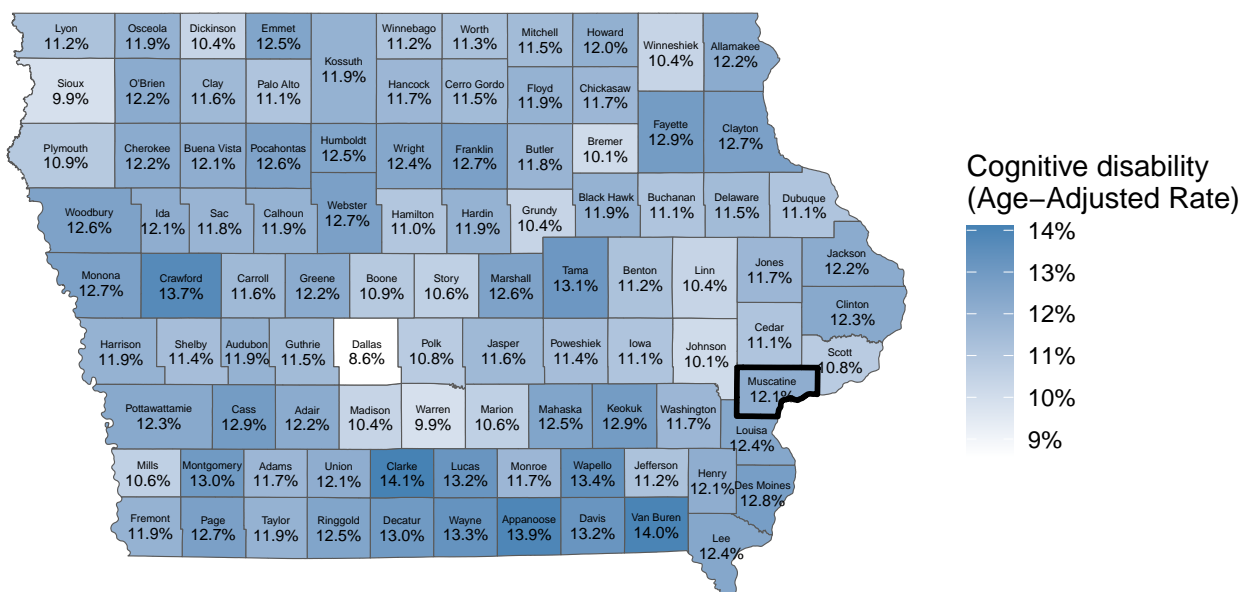 Lyon
11.2%
Osceola
11.9%
Dickinson
10.4%
Emmet
12.5%
Kossuth
11.9%
Winnebago
11.2%
Worth
11.3%
Mitchell
11.5%
Howard
12.0%
Winneshiek
10.4%
Allamakee
12.2%
Sioux
9.9%
O'Brien
12.2%
Clay
11.6%
Palo Alto
11.1%
Hancock
11.7%
Cerro Gordo
11.5%
Floyd
11.9%
Chickasaw
11.7%
Fayette
12.9%
Clayton
12.7%
Plymouth
10.9%
Cherokee
12.2%
Buena Vista
12.1%
Pocahontas
12.6%
Humboldt
12.5%
Wright
12.4%
Franklin
12.7%
Butler
11.8%
Bremer
10.1%
Woodbury
12.6%
Ida
12.1%
Sac
11.8%
Calhoun
11.9%
Webster
12.7%
Hamilton
11.0%
Hardin
11.9%
Grundy
10.4%
Black Hawk
11.9%
Buchanan
11.1%
Delaware
11.5%
Dubuque
11.1%
Monona
12.7%
Crawford
13.7%
Carroll
11.6%
Greene
12.2%
Boone
10.9%
Story
10.6%
Marshall
12.6%
Tama
13.1%
Benton
11.2%
Linn
10.4%
Jones
11.7%
Jackson
12.2%
Clinton
12.3%
Harrison
11.9%
Shelby
11.4%
Audubon
11.9%
Guthrie
11.5%
Dallas
8.6%
Polk
10.8%
Jasper
11.6%
Poweshiek
11.4%
Iowa
11.1%
Johnson
10.1%
Cedar
11.1%
Scott
10.8%
Muscatine
12.1%
Pottawattamie
12.3%
Cass
12.9%
Adair
12.2%
Madison
10.4%
Warren
9.9%
Marion
10.6%
Mahaska
12.5%
Keokuk
12.9%
Washington
11.7%
Louisa
12.4%
Mills
10.6%
Montgomery
13.0%
Adams
11.7%
Union
12.1%
Clarke
14.1%
Lucas
13.2%
Monroe
11.7%
Wapello
13.4%
Jefferson
11.2%
Henry
12.1%
Des Moines
12.8%
Fremont
11.9%
Page
12.7%
Taylor
11.9%
Ringgold
12.5%
Decatur
13.0%
Wayne
13.3%
Appanoose
13.9%
Davis
13.2%
Van Buren
14.0%
Lee
12.4%
Cognitive disability
(Age−Adjusted Rate)
14%
13%
12%
11%
10%
9%